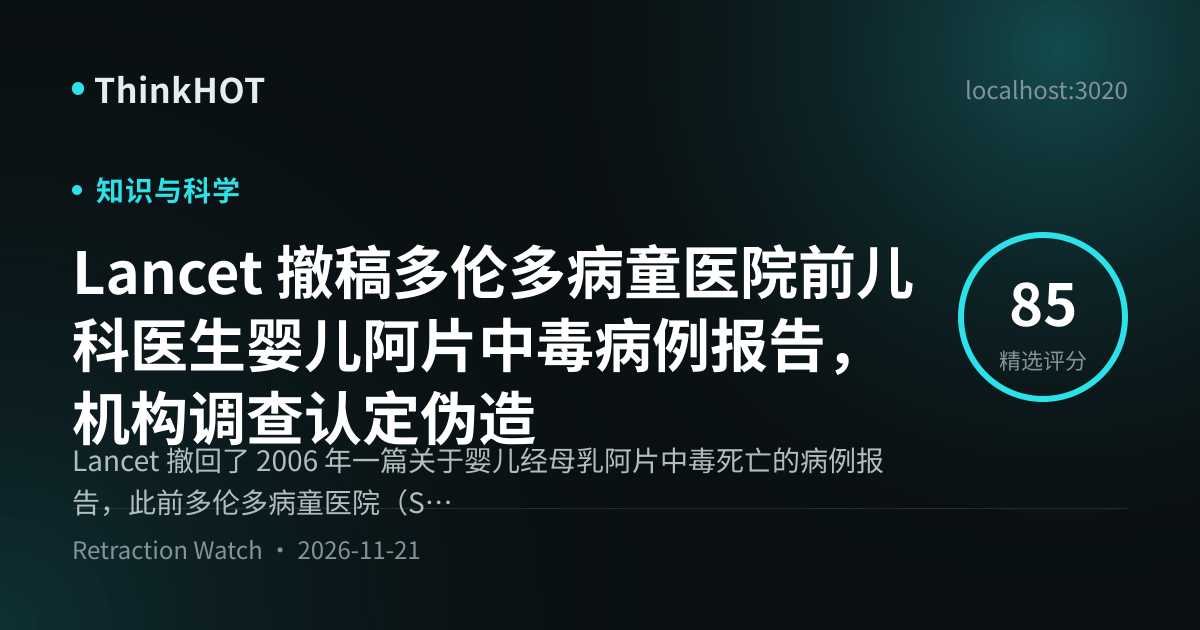 ThinkHOT
localhost:3020
知识与科学
Lancet 撤稿多伦多病童医院前儿
科医生婴儿阿片中毒病例报告，
机构调查认定伪造
85
精选评分
Lancet 撤回了 2006 年一篇关于婴儿经母乳阿片中毒死亡的病例报
告，此前多伦多病童医院（S…
Retraction Watch · 2026-11-21